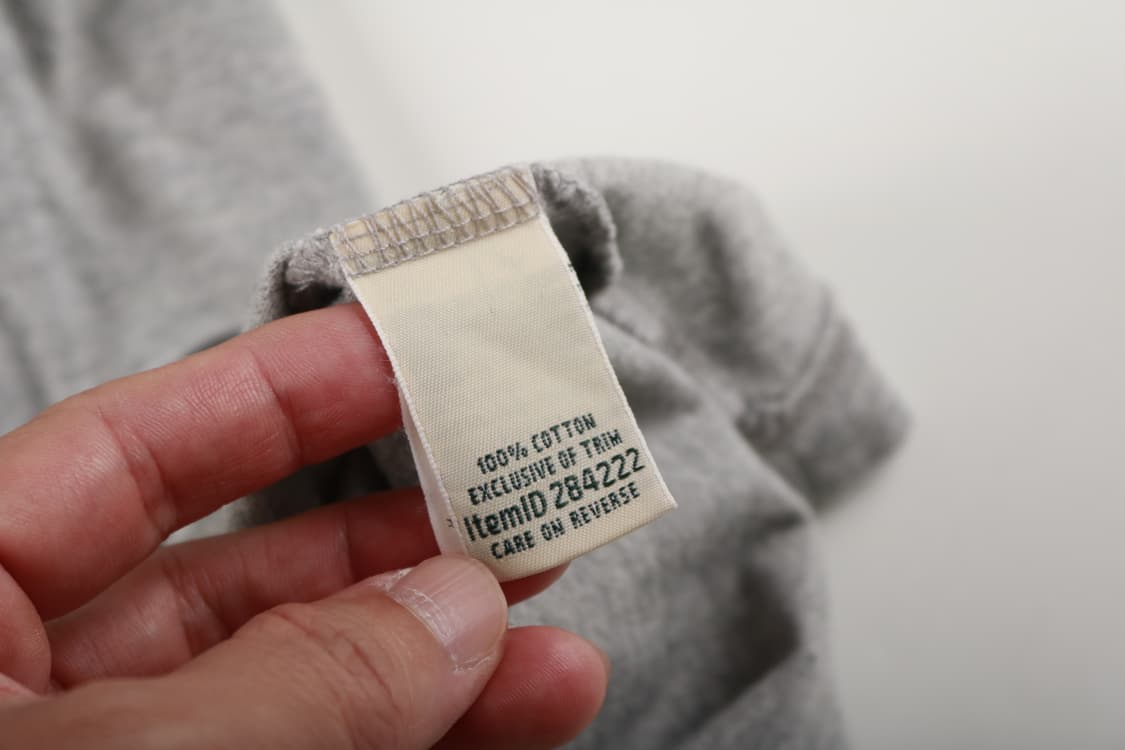 100% COTTON
EXCLUSIVE OF TRIM
ItemID 284222
CARE ON REVERSE